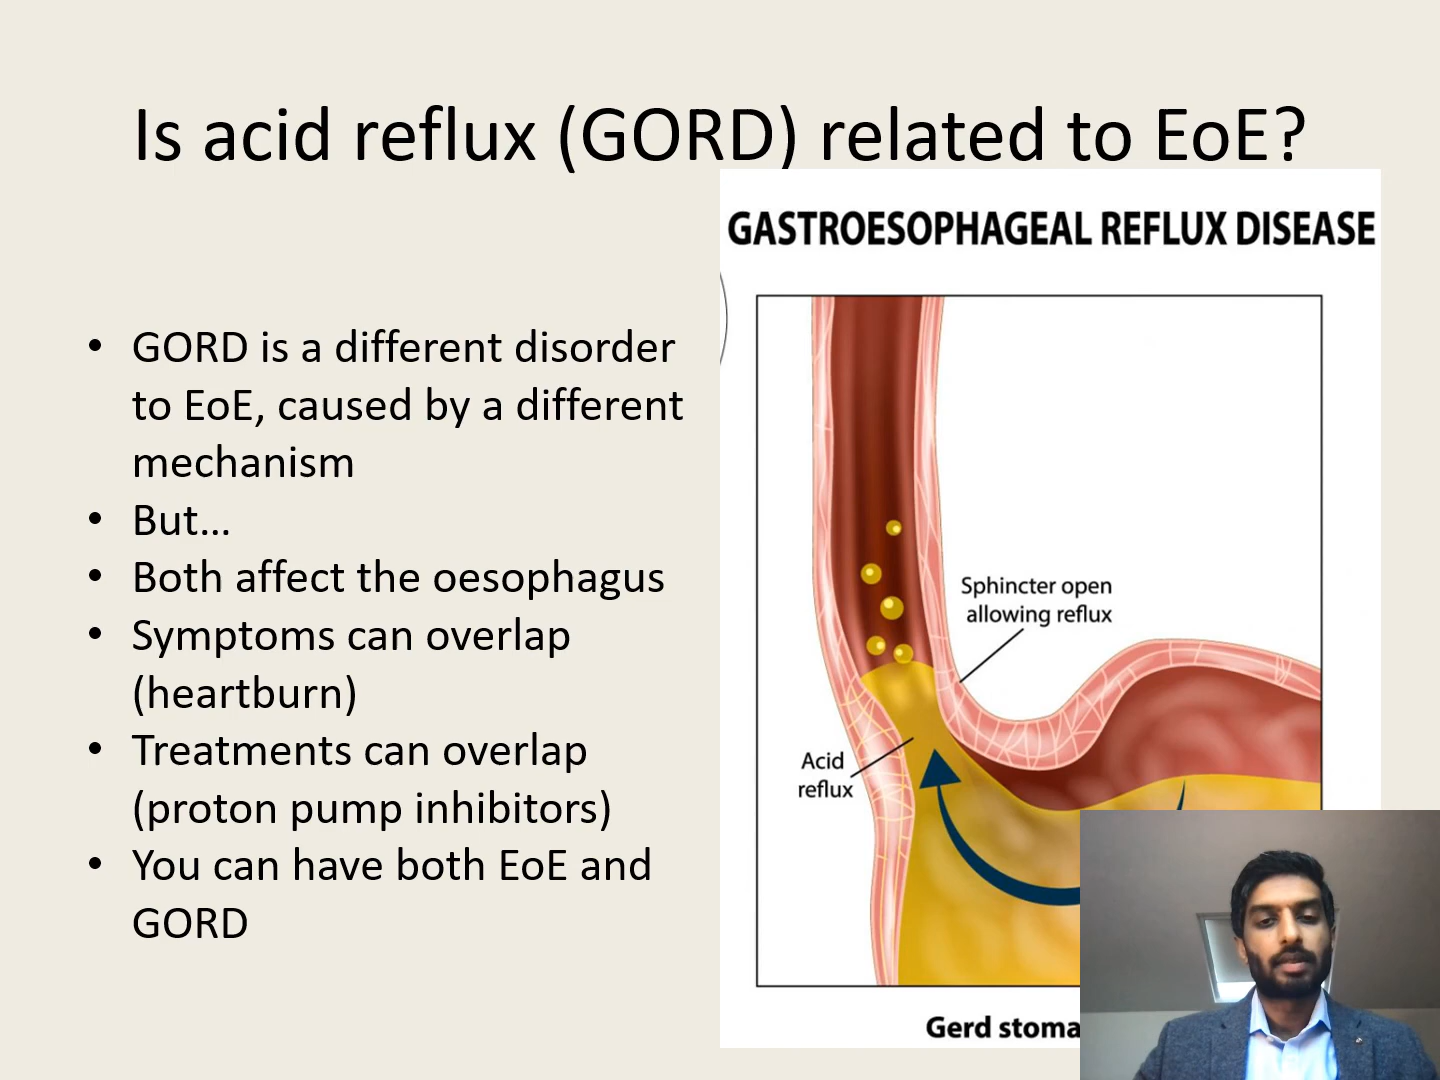 Is acid reflux (GORD) related to EoE?
GASTROESOPHAGEAL REFLUX DISEASE
• GORD is a different disorder
to EoE, caused by a different
mechanism
• But…
• Both affect the oesophagus
• Symptoms can overlap
(heartburn)
• Treatments can overlap
(proton pump inhibitors)
• You can have both EoE and
GORD
Sphincter open
allowing reflux
Acid
reflux
Gerd stoma